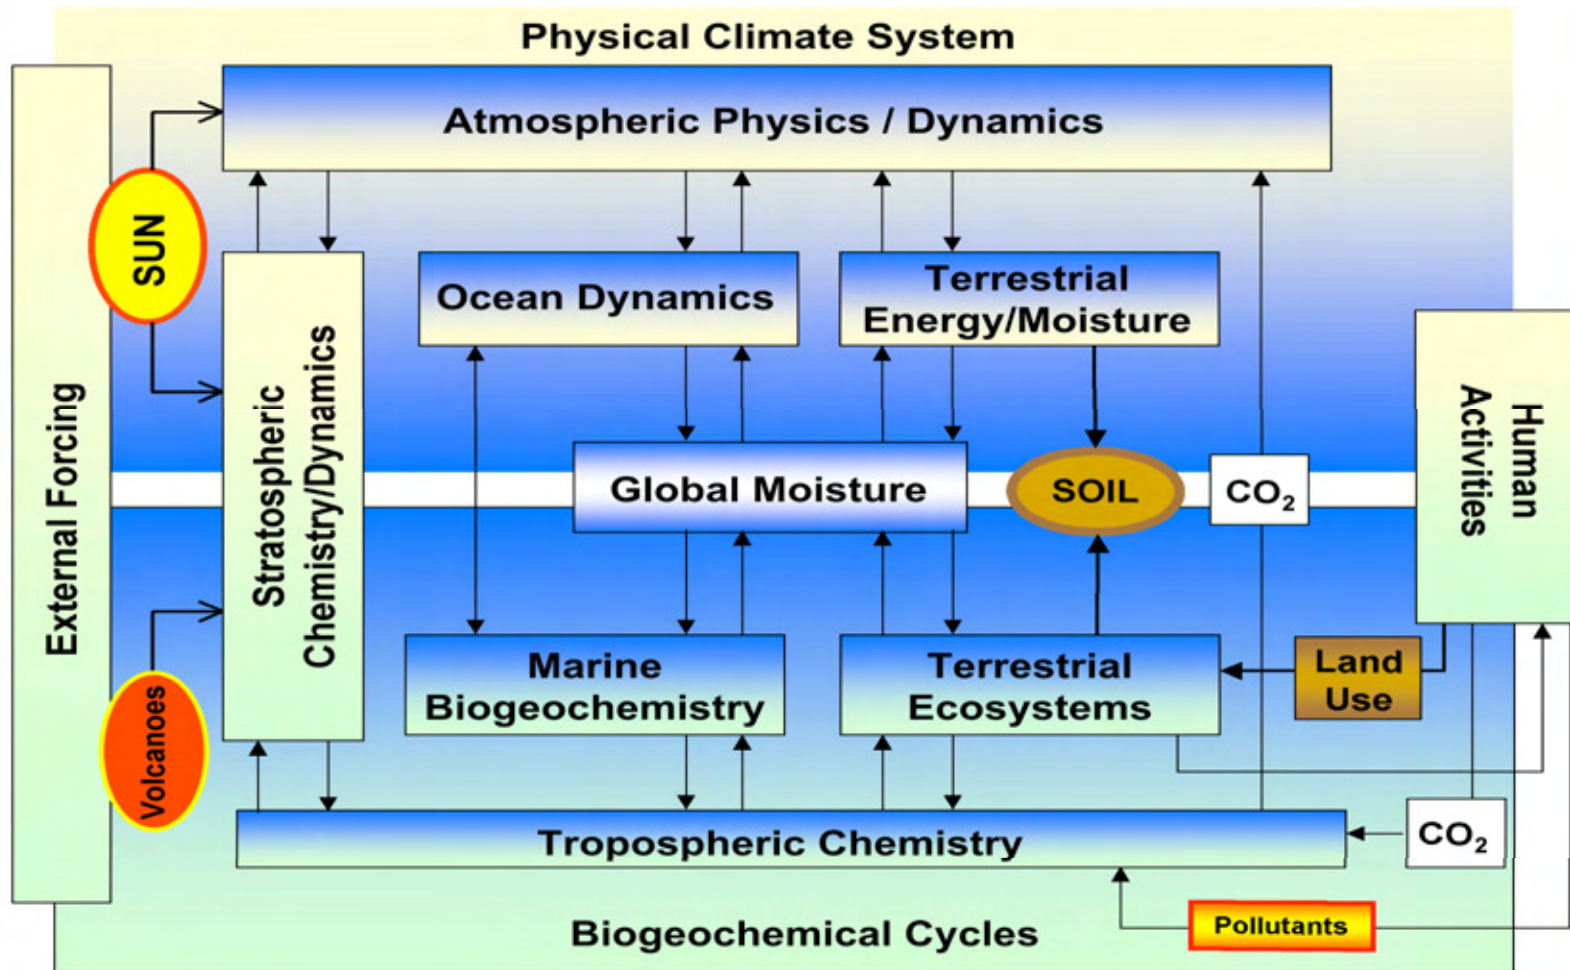 Physical Climate System
Atmospheric Physics / Dynamics
SUN
Ocean Dynamics
Terrestrial
Energy/Moisture
External Forcing
Stratospheric
Chemistry/Dynamics
Human
Activities
Global Moisture
SOIL
CO₂
Volcanoes
Marine
Biogeochemistry
Terrestrial
Ecosystems
Land
Use
Tropospheric Chemistry
CO₂
Pollutants
Biogeochemical Cycles